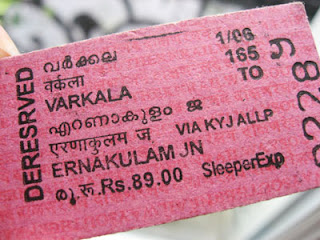 DERESRVED
വർക്കല 1/06
वर्कला 165
VARKALA TO
എറണാകുളം ജ
एरणाकुलम ज VIA KYJ ALLP
ERNAKULAM JN
രൂ.रू.Rs.89.00 SleeperExp